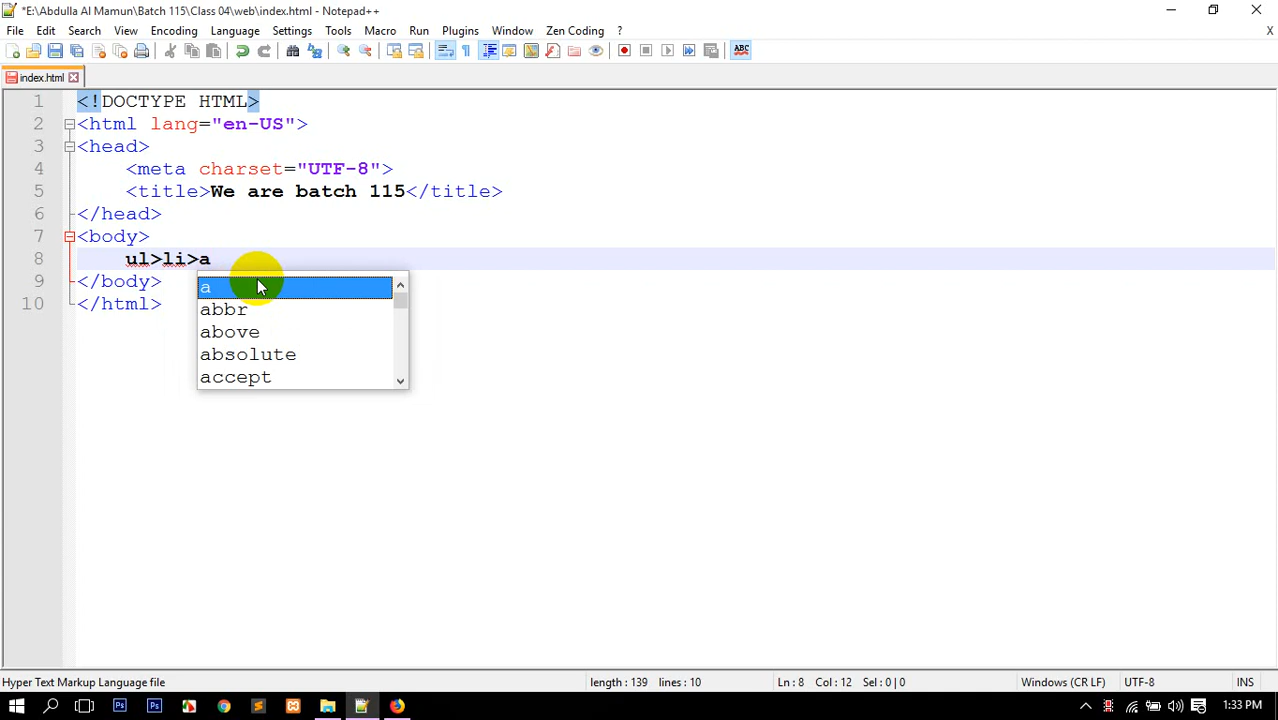 *E:\Abdulla Al Mamun\Batch 115\Class 04\web\index.html - Notepad++
File Edit Search View Encoding Language Settings Tools Macro Run Plugins Window Zen Coding ? X
ABC
index.html
1 <!DOCTYPE HTML>
2 <html lang="en-US">
3 <head>
4 <meta charset="UTF-8">
5 <title>We are batch 115</title>
6 </head>
7 <body>
8 ul>li>a
9 </body>
10 </html>
a
abbr
above
absolute
accept
Hyper Text Markup Language file length : 139 lines : 10 Ln : 8 Col : 12 Sel : 0 | 0 Windows (CR LF) UTF-8 INS
Ps Ps 1:33 PM